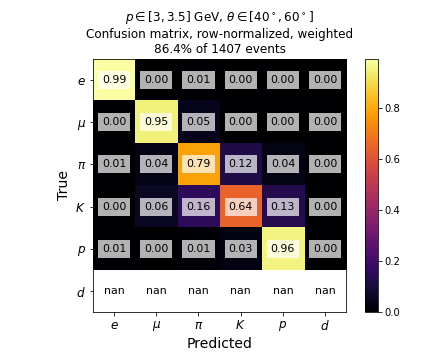 p ∈ [3, 3.5] GeV, θ ∈ [40°, 60°]
Confusion matrix, row-normalized, weighted
86.4% of 1407 events
e 0.99 0.00 0.01 0.00 0.00 0.00
μ 0.00 0.95 0.05 0.00 0.00 0.00
π 0.01 0.04 0.79 0.12 0.04 0.00
K 0.00 0.06 0.16 0.64 0.13 0.00
p 0.01 0.00 0.01 0.03 0.96 0.00
d nan nan nan nan nan nan
e μ π K p d
True
Predicted
0.8
0.6
0.4
0.2
0.0